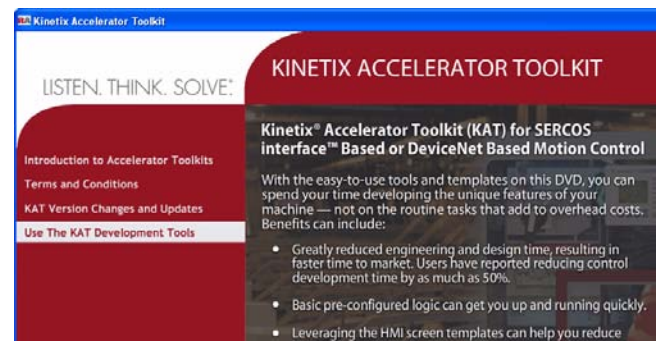 Kinetix Accelerator Toolkit
LISTEN. THINK. SOLVE.®
KINETIX ACCELERATOR TOOLKIT
Introduction to Accelerator Toolkits
Terms and Conditions
KAT Version Changes and Updates
Use The KAT Development Tools
Kinetix® Accelerator Toolkit (KAT) for SERCOS
interface™ Based or DeviceNet Based Motion Control
With the easy-to-use tools and templates on this DVD, you can
spend your time developing the unique features of your
machine — not on the routine tasks that add to overhead costs.
Benefits can include:
• Greatly reduced engineering and design time, resulting in
faster time to market. Users have reported reducing control
development time by as much as 50%.
• Basic pre-configured logic can get you up and running quickly.
• Leveraging the HMI screen templates can help you reduce